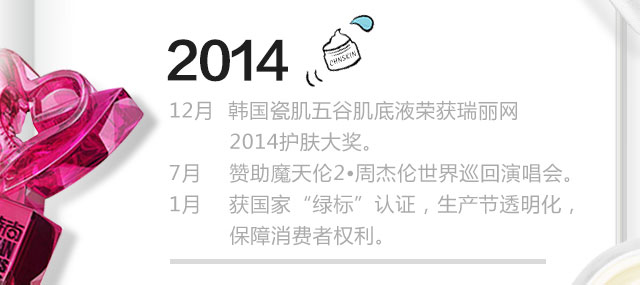 2014
CHNSKIN
12月 韩国瓷肌五谷肌底液荣获瑞丽网
2014护肤大奖。
7月 赞助魔天伦2•周杰伦世界巡回演唱会。
1月 获国家“绿标”认证，生产节透明化，
保障消费者权利。